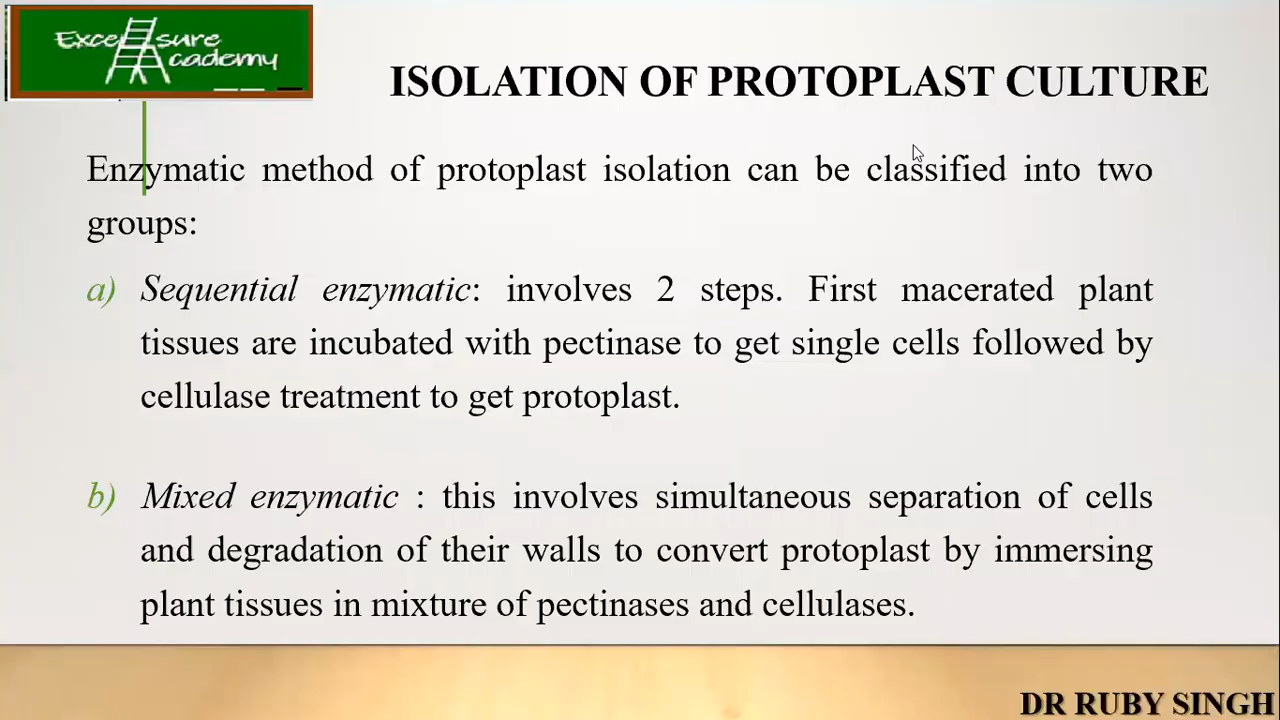 Excel sure
Academy
ISOLATION OF PROTOPLAST CULTURE
Enzymatic method of protoplast isolation can be classified into two
groups:
a) Sequential enzymatic: involves 2 steps. First macerated plant
tissues are incubated with pectinase to get single cells followed by
cellulase treatment to get protoplast.
b) Mixed enzymatic : this involves simultaneous separation of cells
and degradation of their walls to convert protoplast by immersing
plant tissues in mixture of pectinases and cellulases.
DR RUBY SINGH